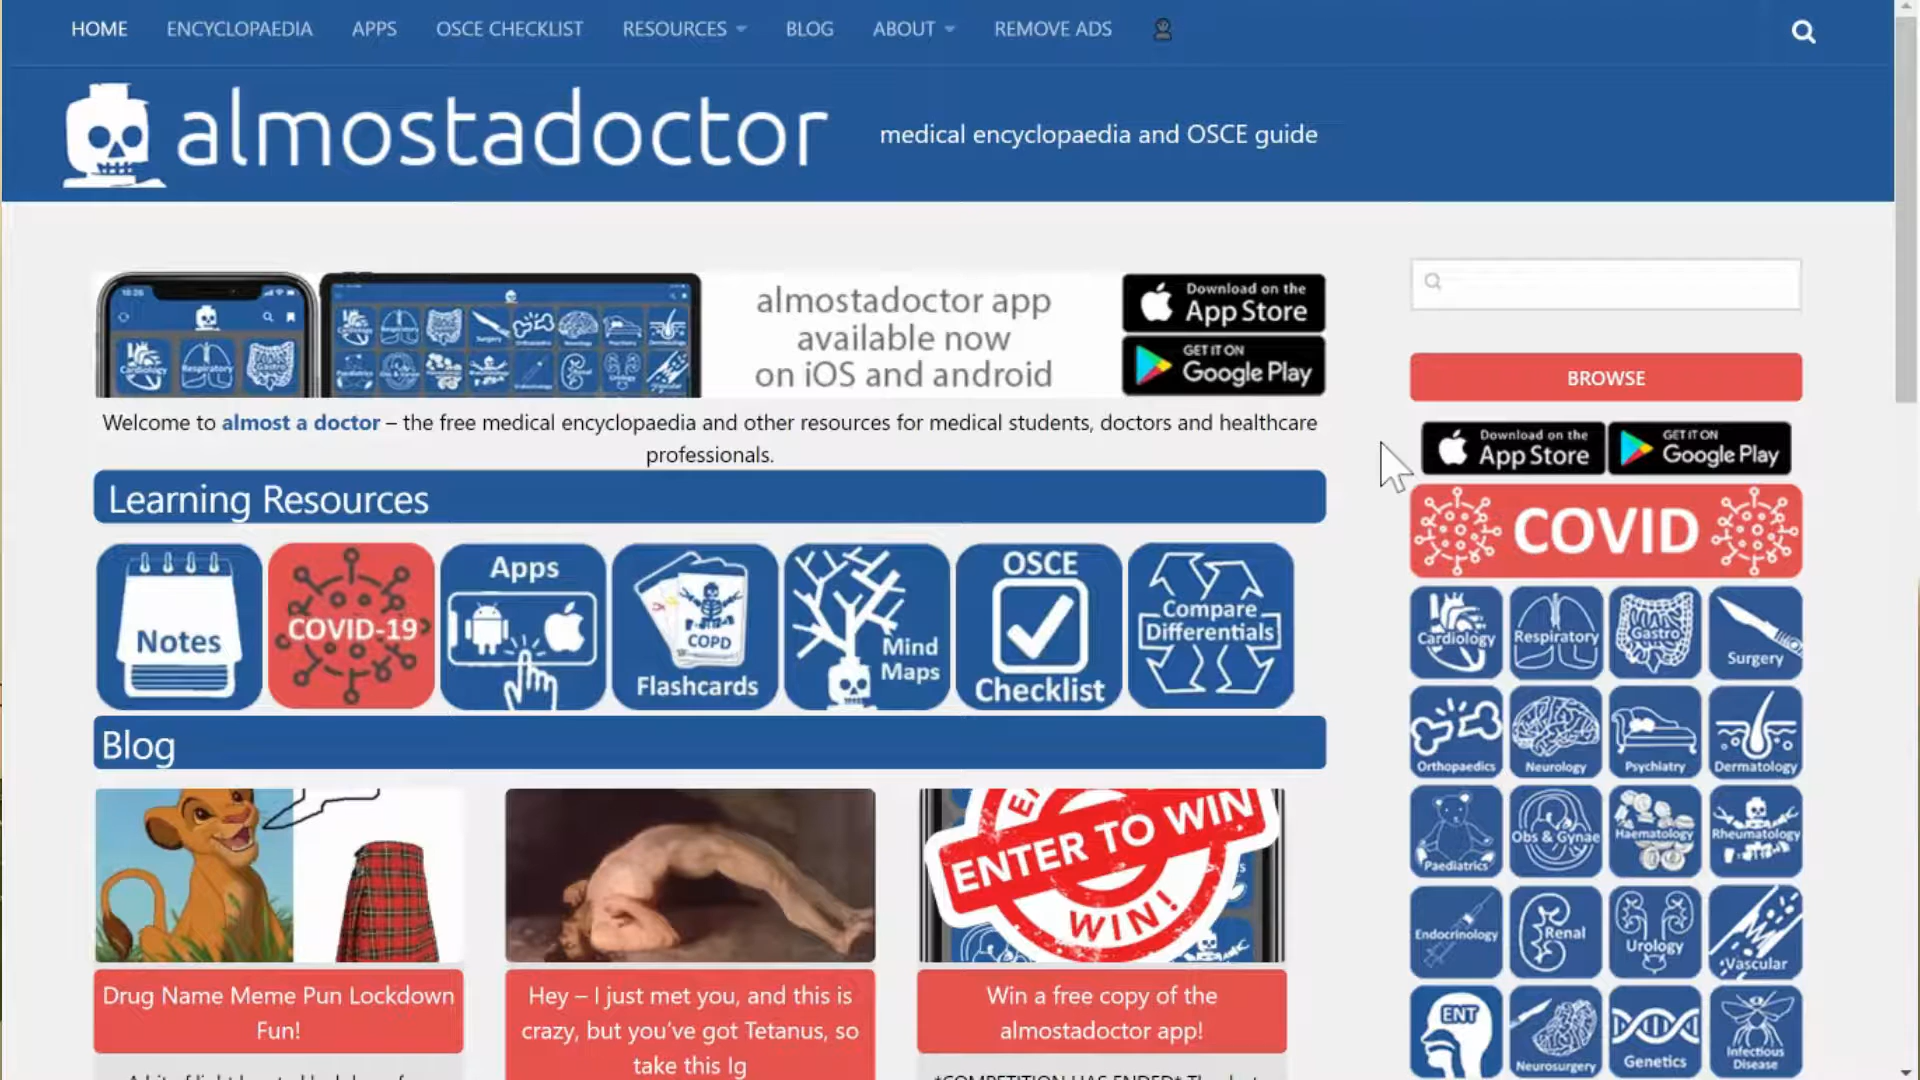 HOME ENCYCLOPAEDIA APPS OSCE CHECKLIST RESOURCES BLOG ABOUT REMOVE ADS
almostadoctor
medical encyclopaedia and OSCE guide
Cardiology Respiratory Gastro
almostadoctor app
available now
on iOS and android
Download on the
App Store
GET IT ON
Google Play
Welcome to almost a doctor – the free medical encyclopaedia and other resources for medical students, doctors and healthcare
professionals.
Learning Resources
Notes
COVID-19
Apps
COPD
Flashcards
Mind
Maps
OSCE
Checklist
Compare
Differentials
Blog
ENTER TO WIN
WIN!
Drug Name Meme Pun Lockdown
Fun!
Hey – I just met you, and this is
crazy, but you've got Tetanus, so
take this Ig
Win a free copy of the
almostadoctor app!
BROWSE
Download on the
App Store
GET IT ON
Google Play
COVID
Cardiology Respiratory Gastro Surgery
Orthopaedics Neurology Psychiatry Dermatology
Paediatrics Obs & Gynae Haematology Rheumatology
Endocrinology Renal Urology Vascular
ENT Neurosurgery Genetics Infectious
Disease